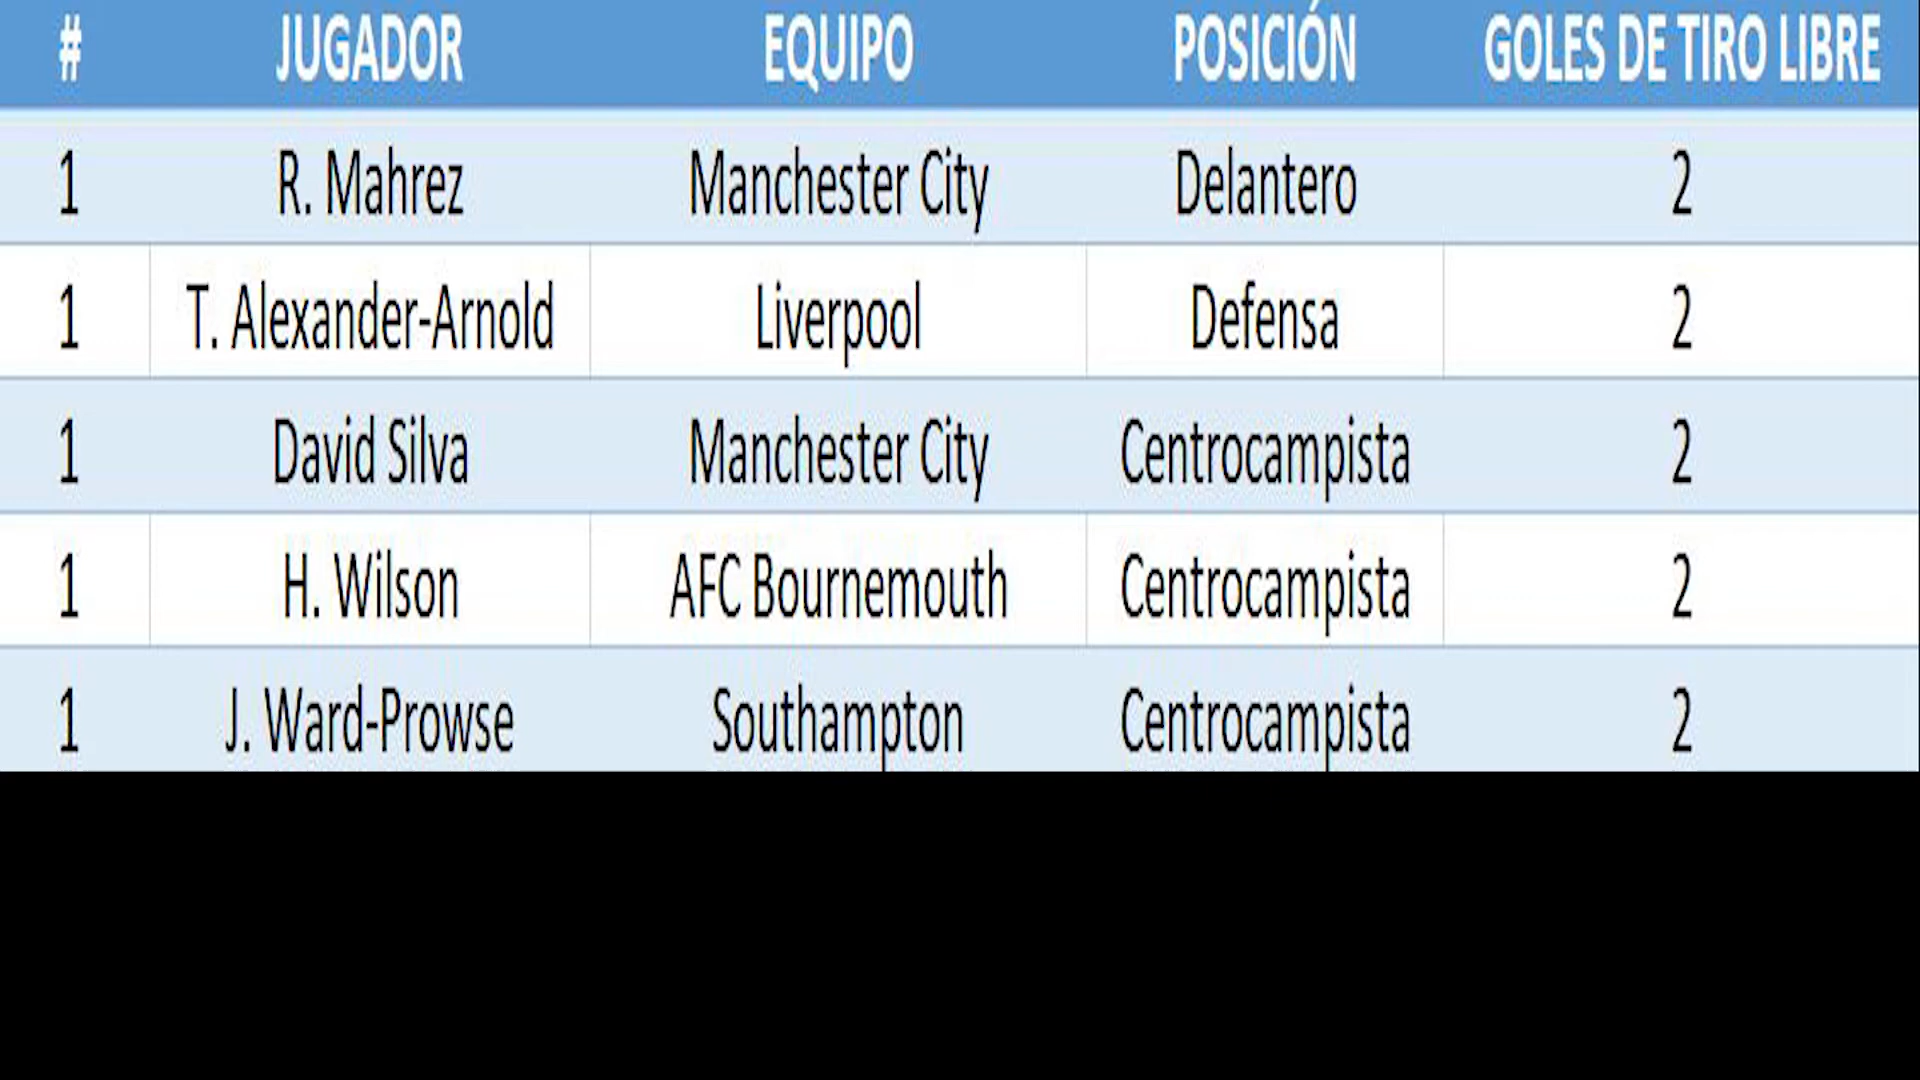 # JUGADOR EQUIPO POSICIÓN GOLES DE TIRO LIBRE
1 R. Mahrez Manchester City Delantero 2
1 T. Alexander-Arnold Liverpool Defensa 2
1 David Silva Manchester City Centrocampista 2
1 H. Wilson AFC Bournemouth Centrocampista 2
1 J. Ward-Prowse Southampton Centrocampista 2